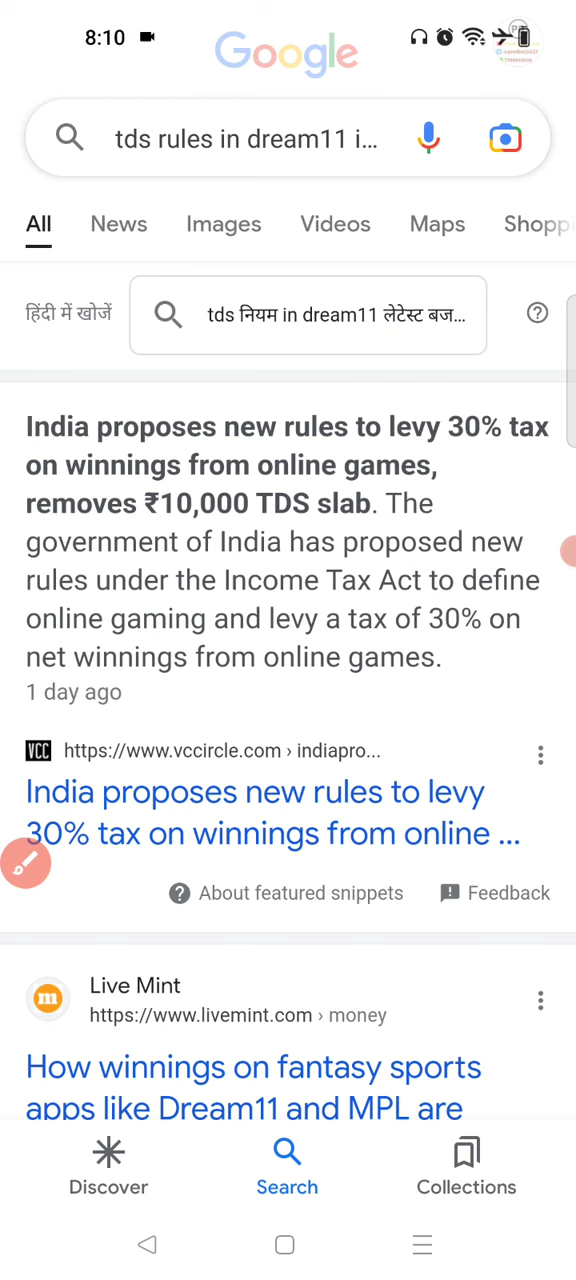 8:10
Google
tds rules in dream11 i...
All News Images Videos Maps Shopp
हिंदी में खोजें
tds नियम in dream11 लेटेस्ट बज...
India proposes new rules to levy 30% tax
on winnings from online games,
removes ₹10,000 TDS slab. The
government of India has proposed new
rules under the Income Tax Act to define
online gaming and levy a tax of 30% on
net winnings from online games.
1 day ago
VCC https://www.vccircle.com › indiapro...
India proposes new rules to levy
30% tax on winnings from online ...
About featured snippets Feedback
m Live Mint
https://www.livemint.com › money
How winnings on fantasy sports
apps like Dream11 and MPL are
Discover Search Collections